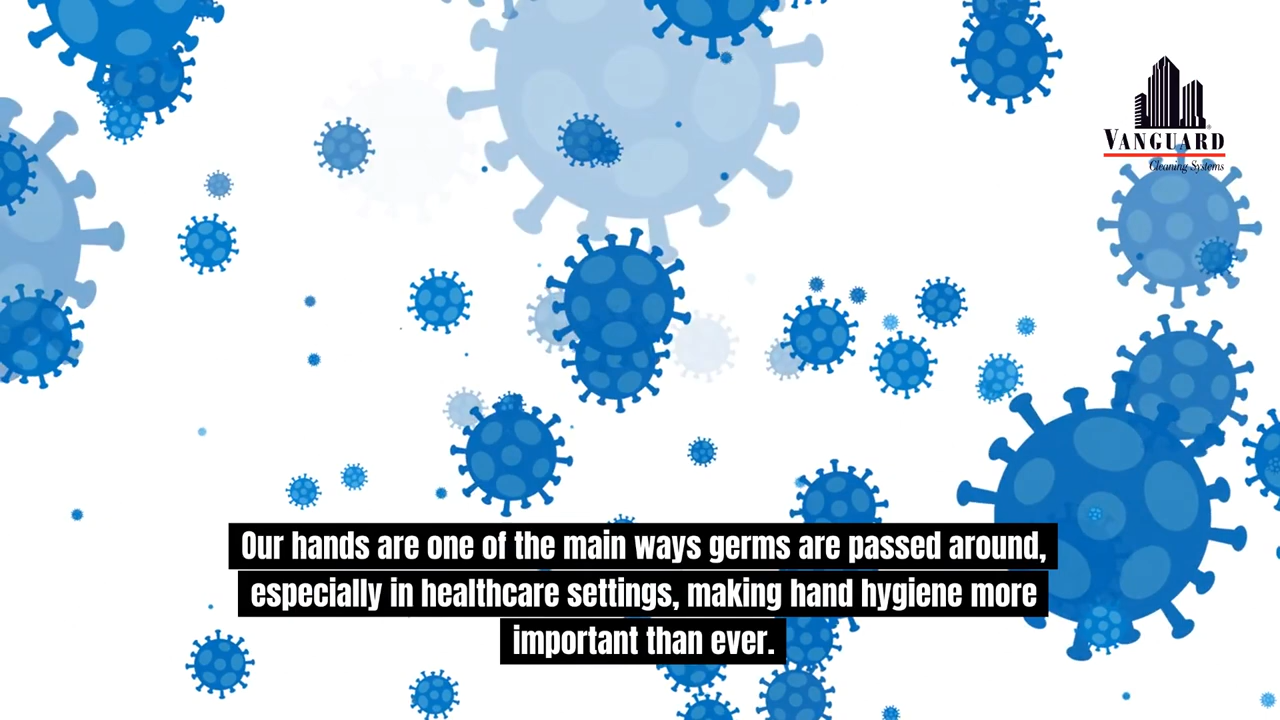 VANGUARD
Cleaning Systems
Our hands are one of the main ways germs are passed around,
especially in healthcare settings, making hand hygiene more
important than ever.